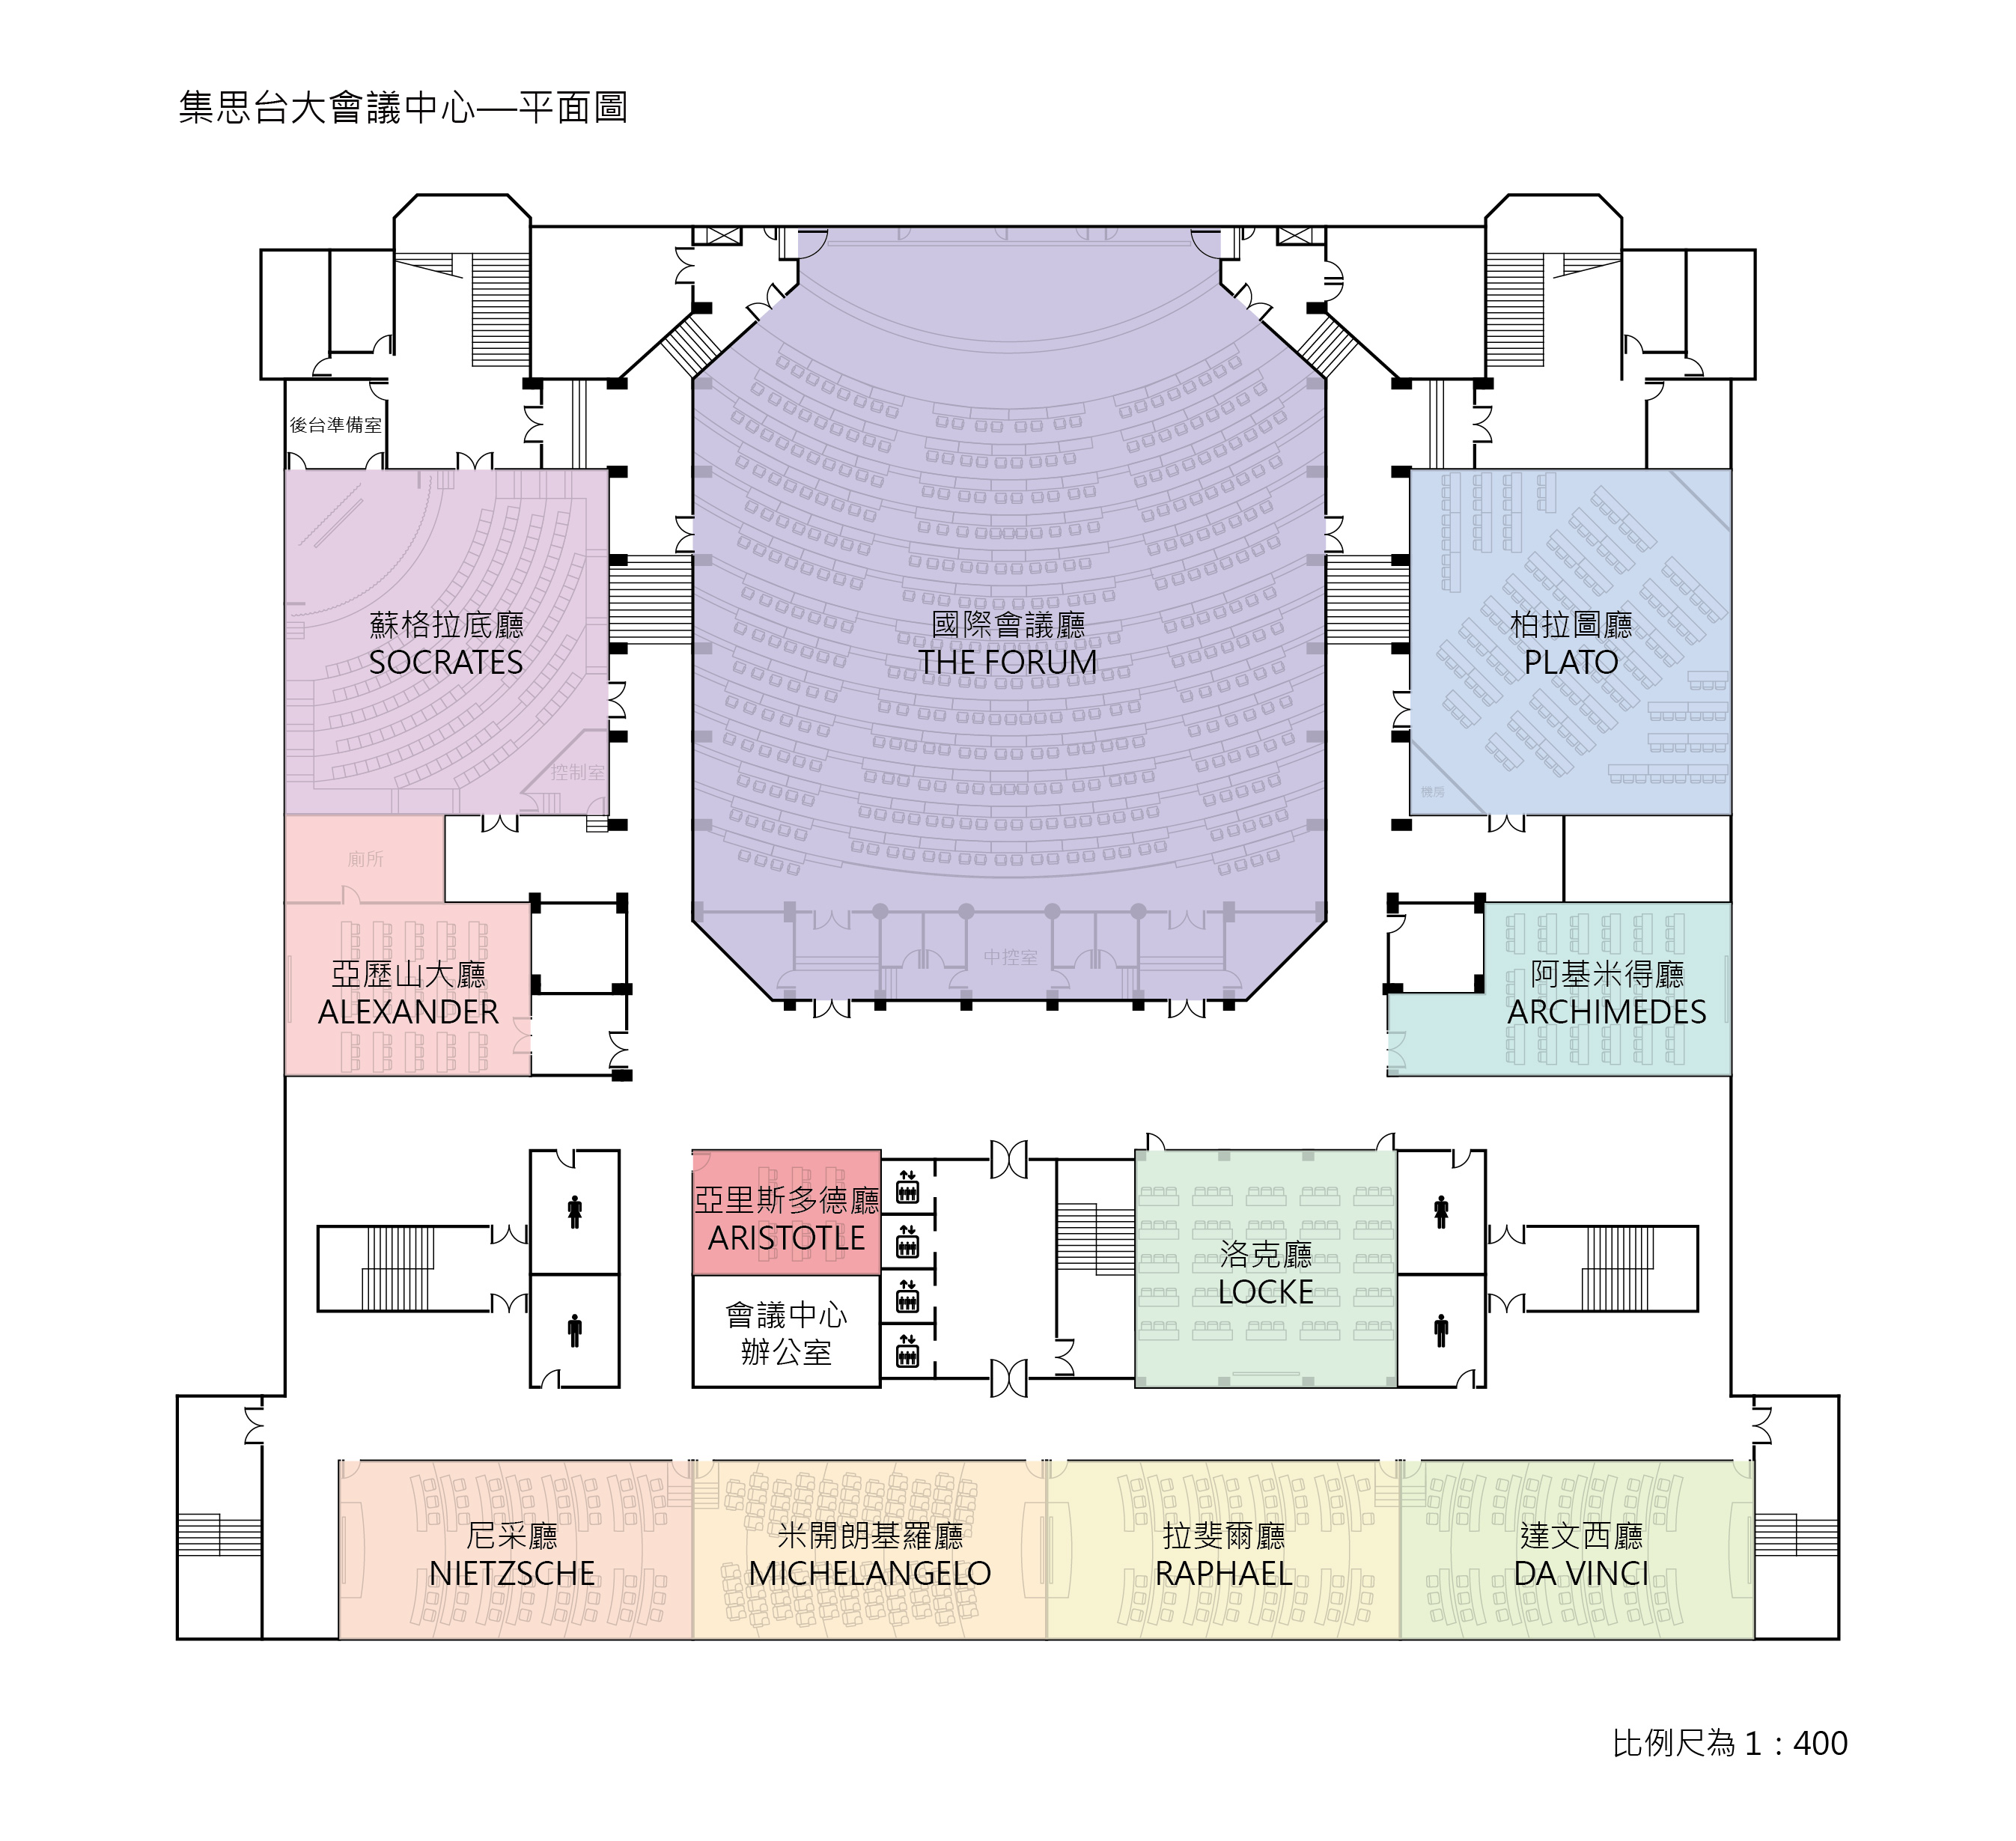 集思台大會議中心—平面圖
後台準備室
蘇格拉底廳
SOCRATES
國際會議廳
THE FORUM
柏拉圖廳
PLATO
控制室
機房
廁所
亞歷山大廳
ALEXANDER
中控室
阿基米得廳
ARCHIMEDES
亞里斯多德廳
ARISTOTLE
會議中心
辦公室
洛克廳
LOCKE
尼采廳
NIETZSCHE
米開朗基羅廳
MICHELANGELO
拉斐爾廳
RAPHAEL
達文西廳
DA VINCI
比例尺為 1：400